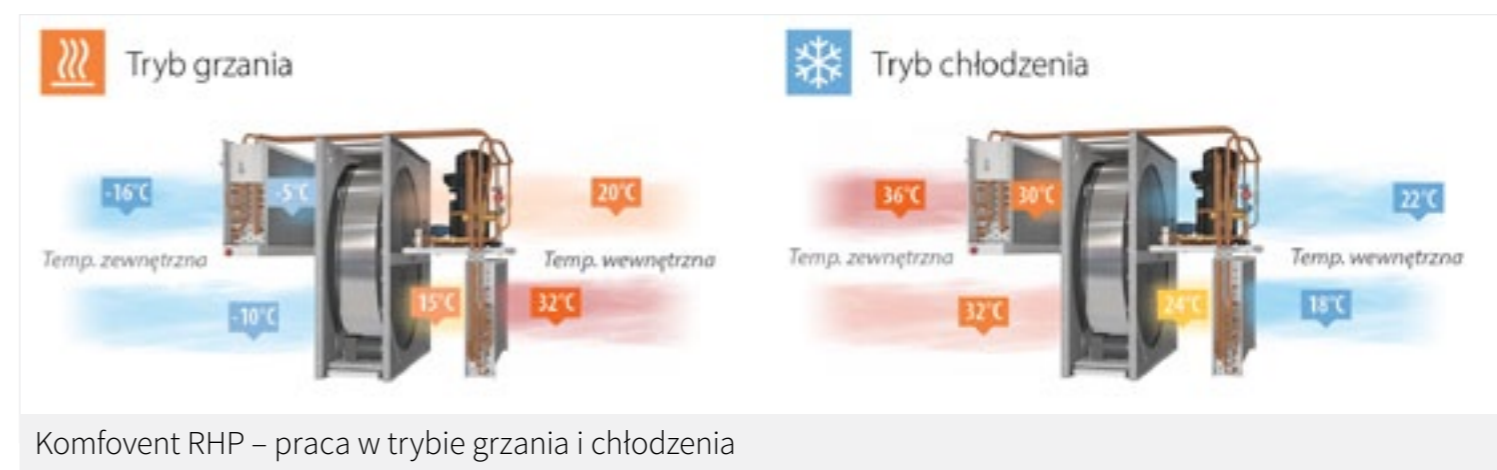 Tryb grzania
Tryb chłodzenia
-16°C
-5°C
20°C
Temp. zewnętrzna
Temp. wewnętrzna
-10°C
15°C
32°C
36°C
30°C
22°C
Temp. zewnętrzna
Temp. wewnętrzna
32°C
24°C
18°C
Komfovent RHP – praca w trybie grzania i chłodzenia